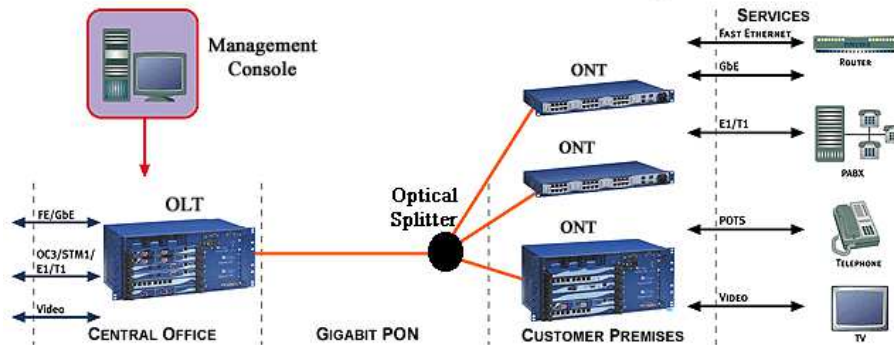 SERVICES
FAST ETHERNET
ROUTER
Management
Console
ONT
GbE
E1/T1
PABX
ONT
Optical
Splitter
OLT
FE/GbE
ONT
POTS
TELEPHONE
OC3/STM1/
E1/T1
Video
VIDEO
TV
CENTRAL OFFICE
GIGABIT PON
CUSTOMER PREMISES